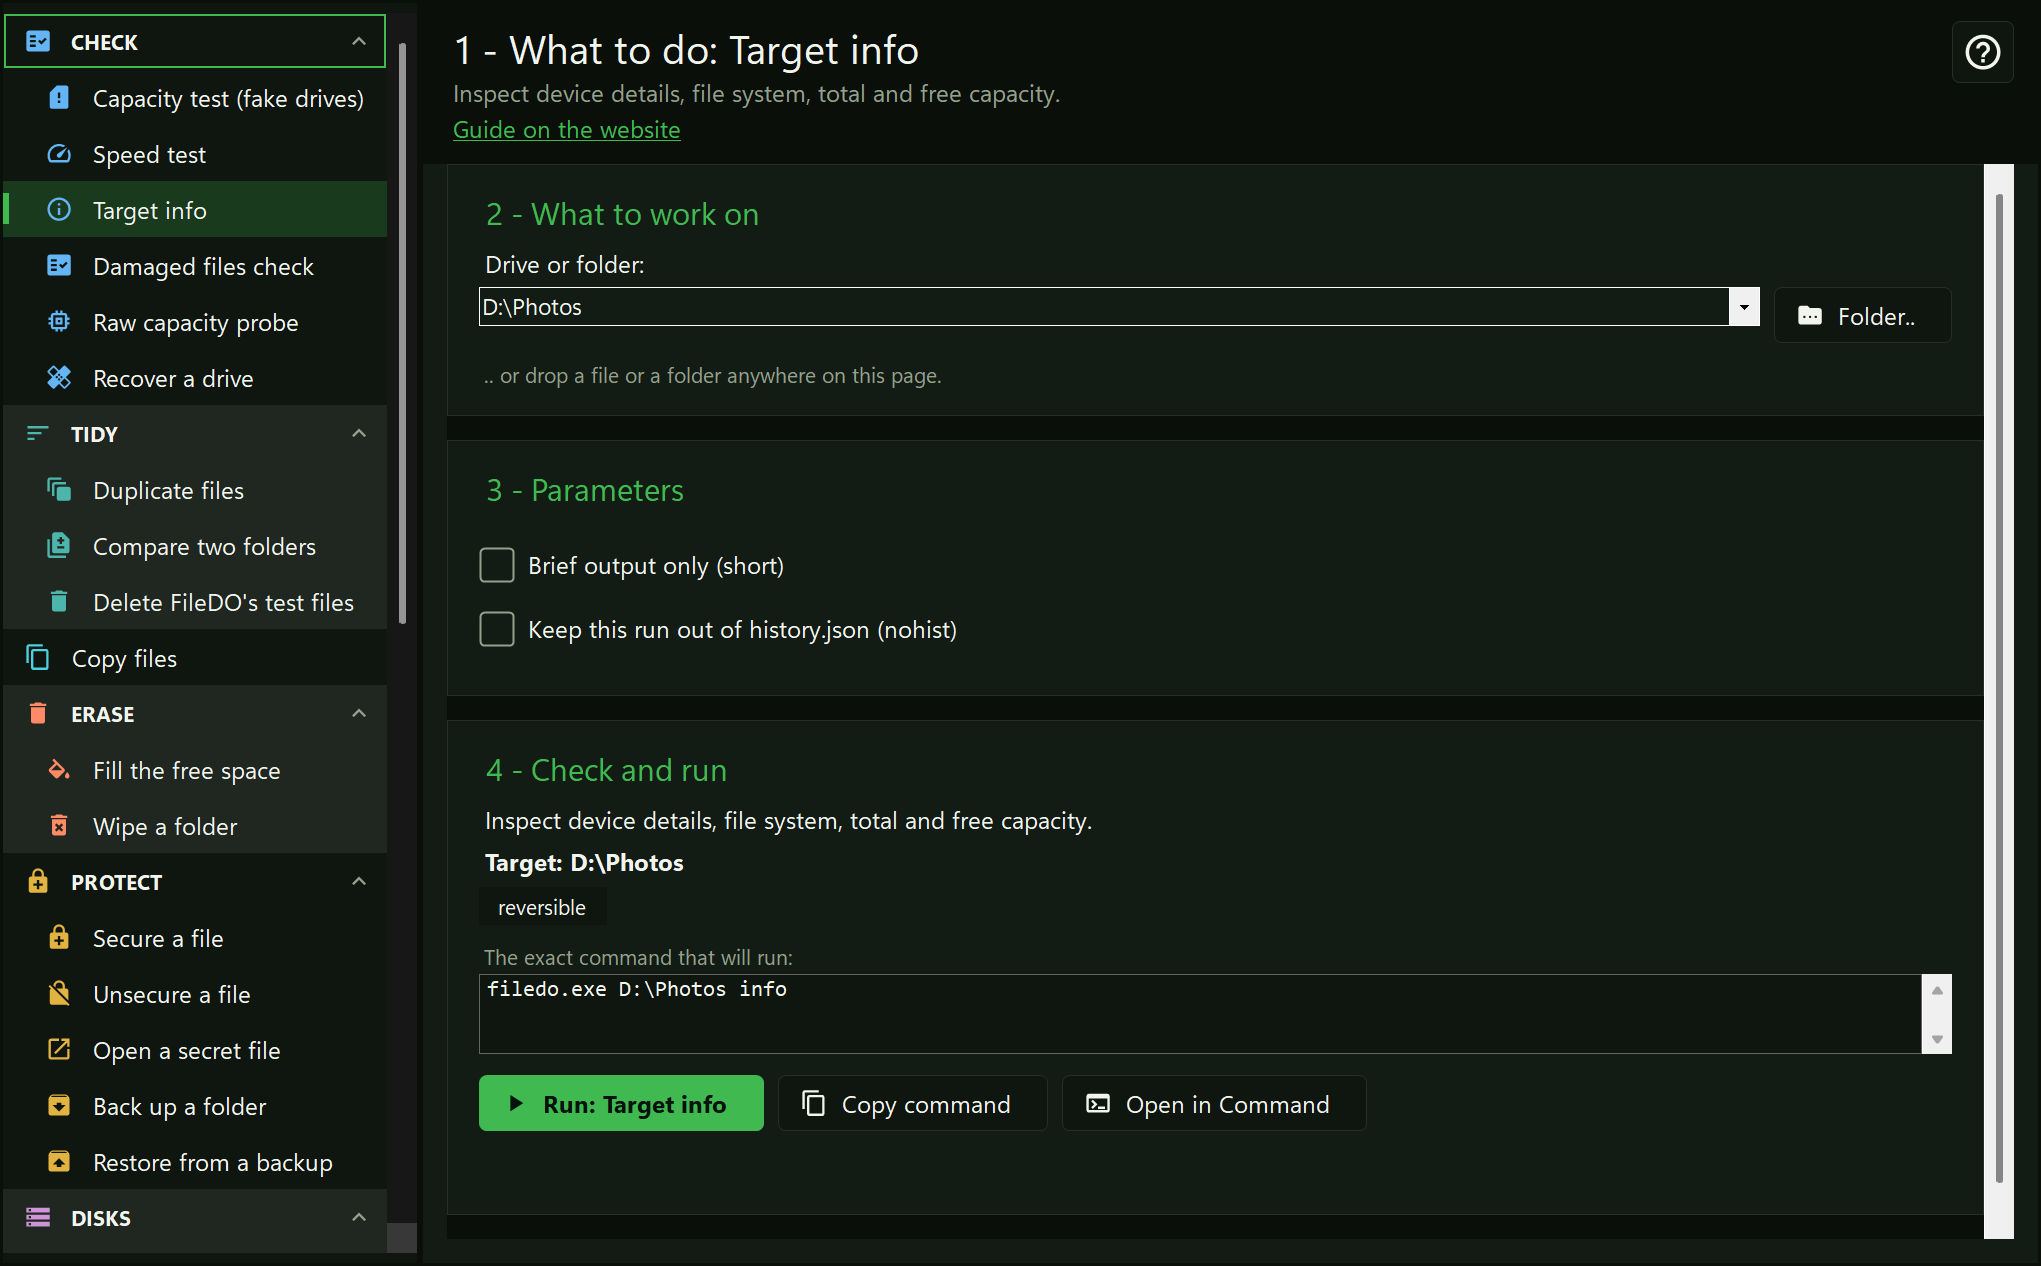 CHECK
Capacity test (fake drives)
Speed test
Target info
Damaged files check
Raw capacity probe
Recover a drive
TIDY
Duplicate files
Compare two folders
Delete FileDO's test files
Copy files
ERASE
Fill the free space
Wipe a folder
PROTECT
Secure a file
Unsecure a file
Open a secret file
Back up a folder
Restore from a backup
DISKS
1 - What to do: Target info
Inspect device details, file system, total and free capacity.
Guide on the website
2 - What to work on
Drive or folder:
D:\Photos
Folder..
.. or drop a file or a folder anywhere on this page.
3 - Parameters
Brief output only (short)
Keep this run out of history.json (nohist)
4 - Check and run
Inspect device details, file system, total and free capacity.
Target: D:\Photos
reversible
The exact command that will run:
filedo.exe D:\Photos info
Run: Target info
Copy command
Open in Command